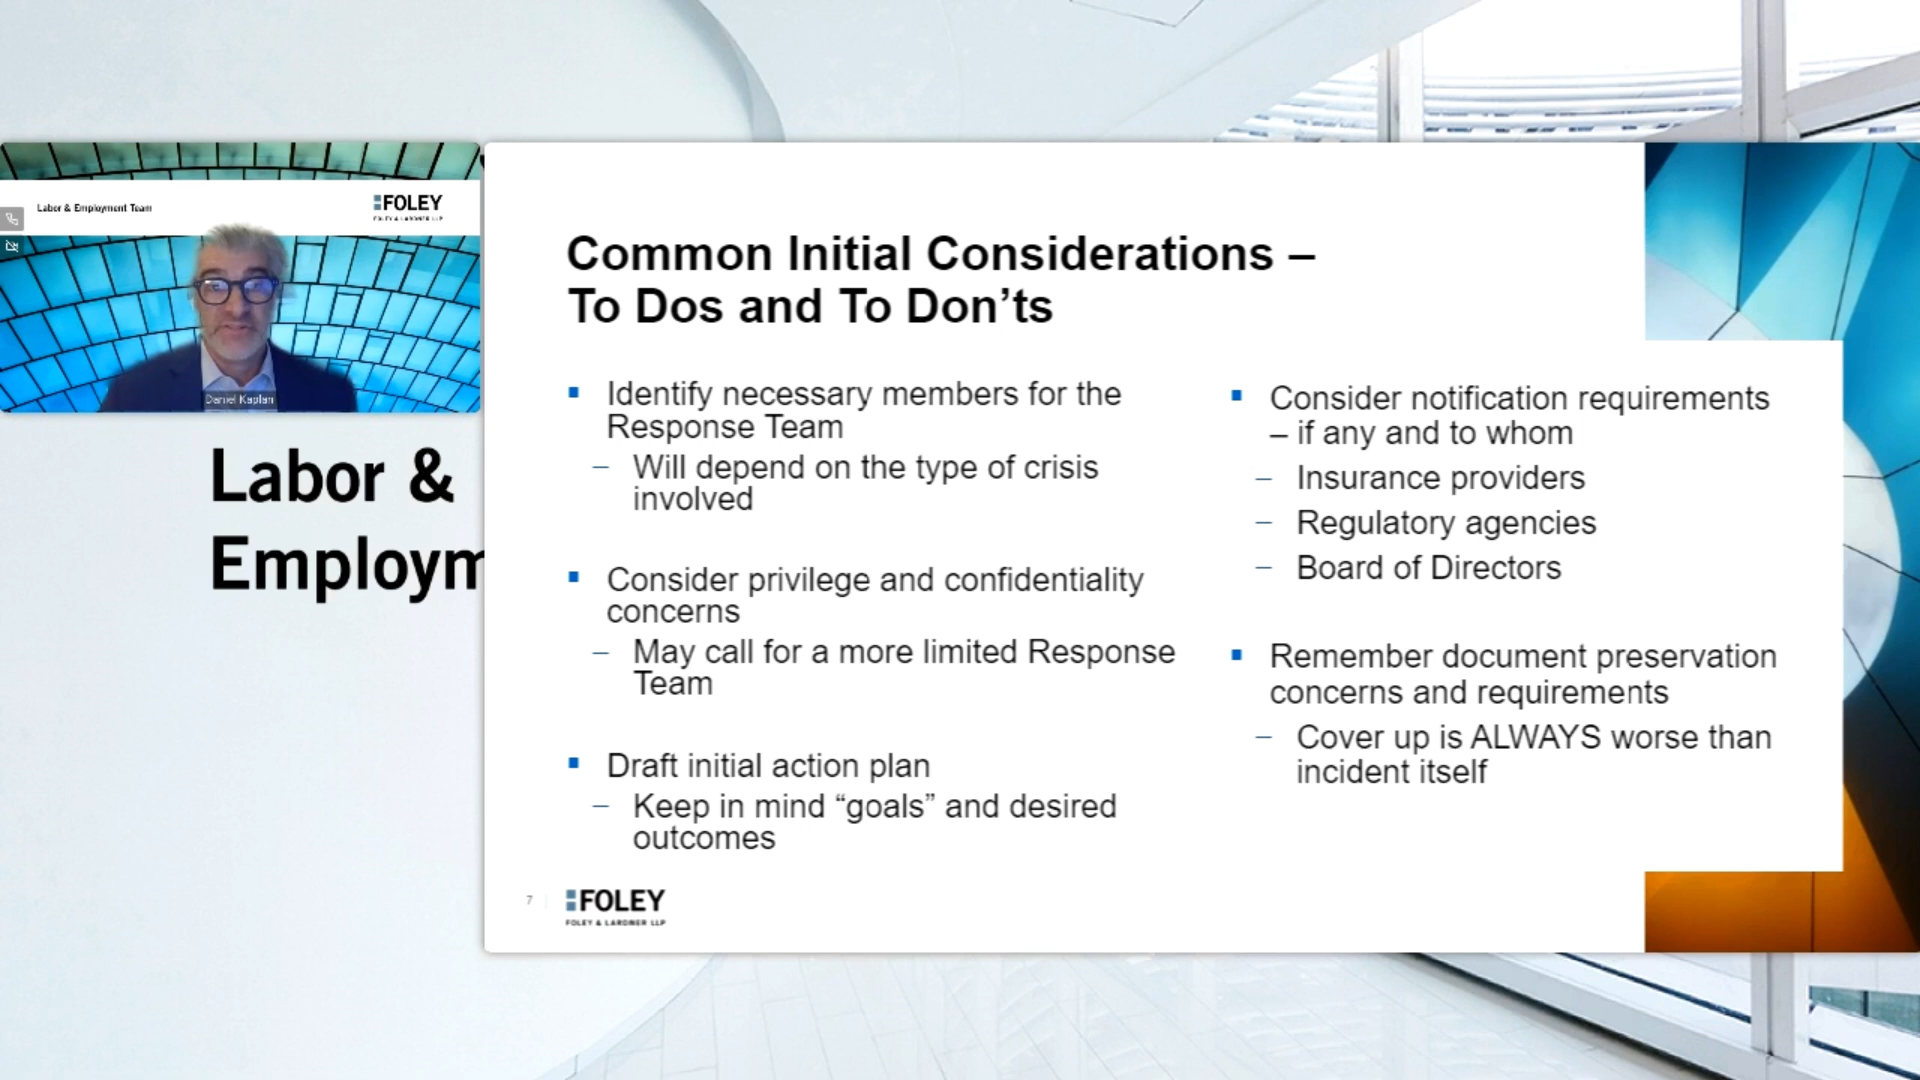 Labor & Employment Team
FOLEY
FOLEY & LARDNER LLP
Daniel Kaplan
Labor &
Employm
Common Initial Considerations –
To Dos and To Don’ts
Identify necessary members for the
Response Team
– Will depend on the type of crisis
involved
Consider privilege and confidentiality
concerns
– May call for a more limited Response
Team
Draft initial action plan
– Keep in mind “goals” and desired
outcomes
Consider notification requirements
– if any and to whom
– Insurance providers
– Regulatory agencies
– Board of Directors
Remember document preservation
concerns and requirements
– Cover up is ALWAYS worse than
incident itself
7
FOLEY
FOLEY & LARDNER LLP